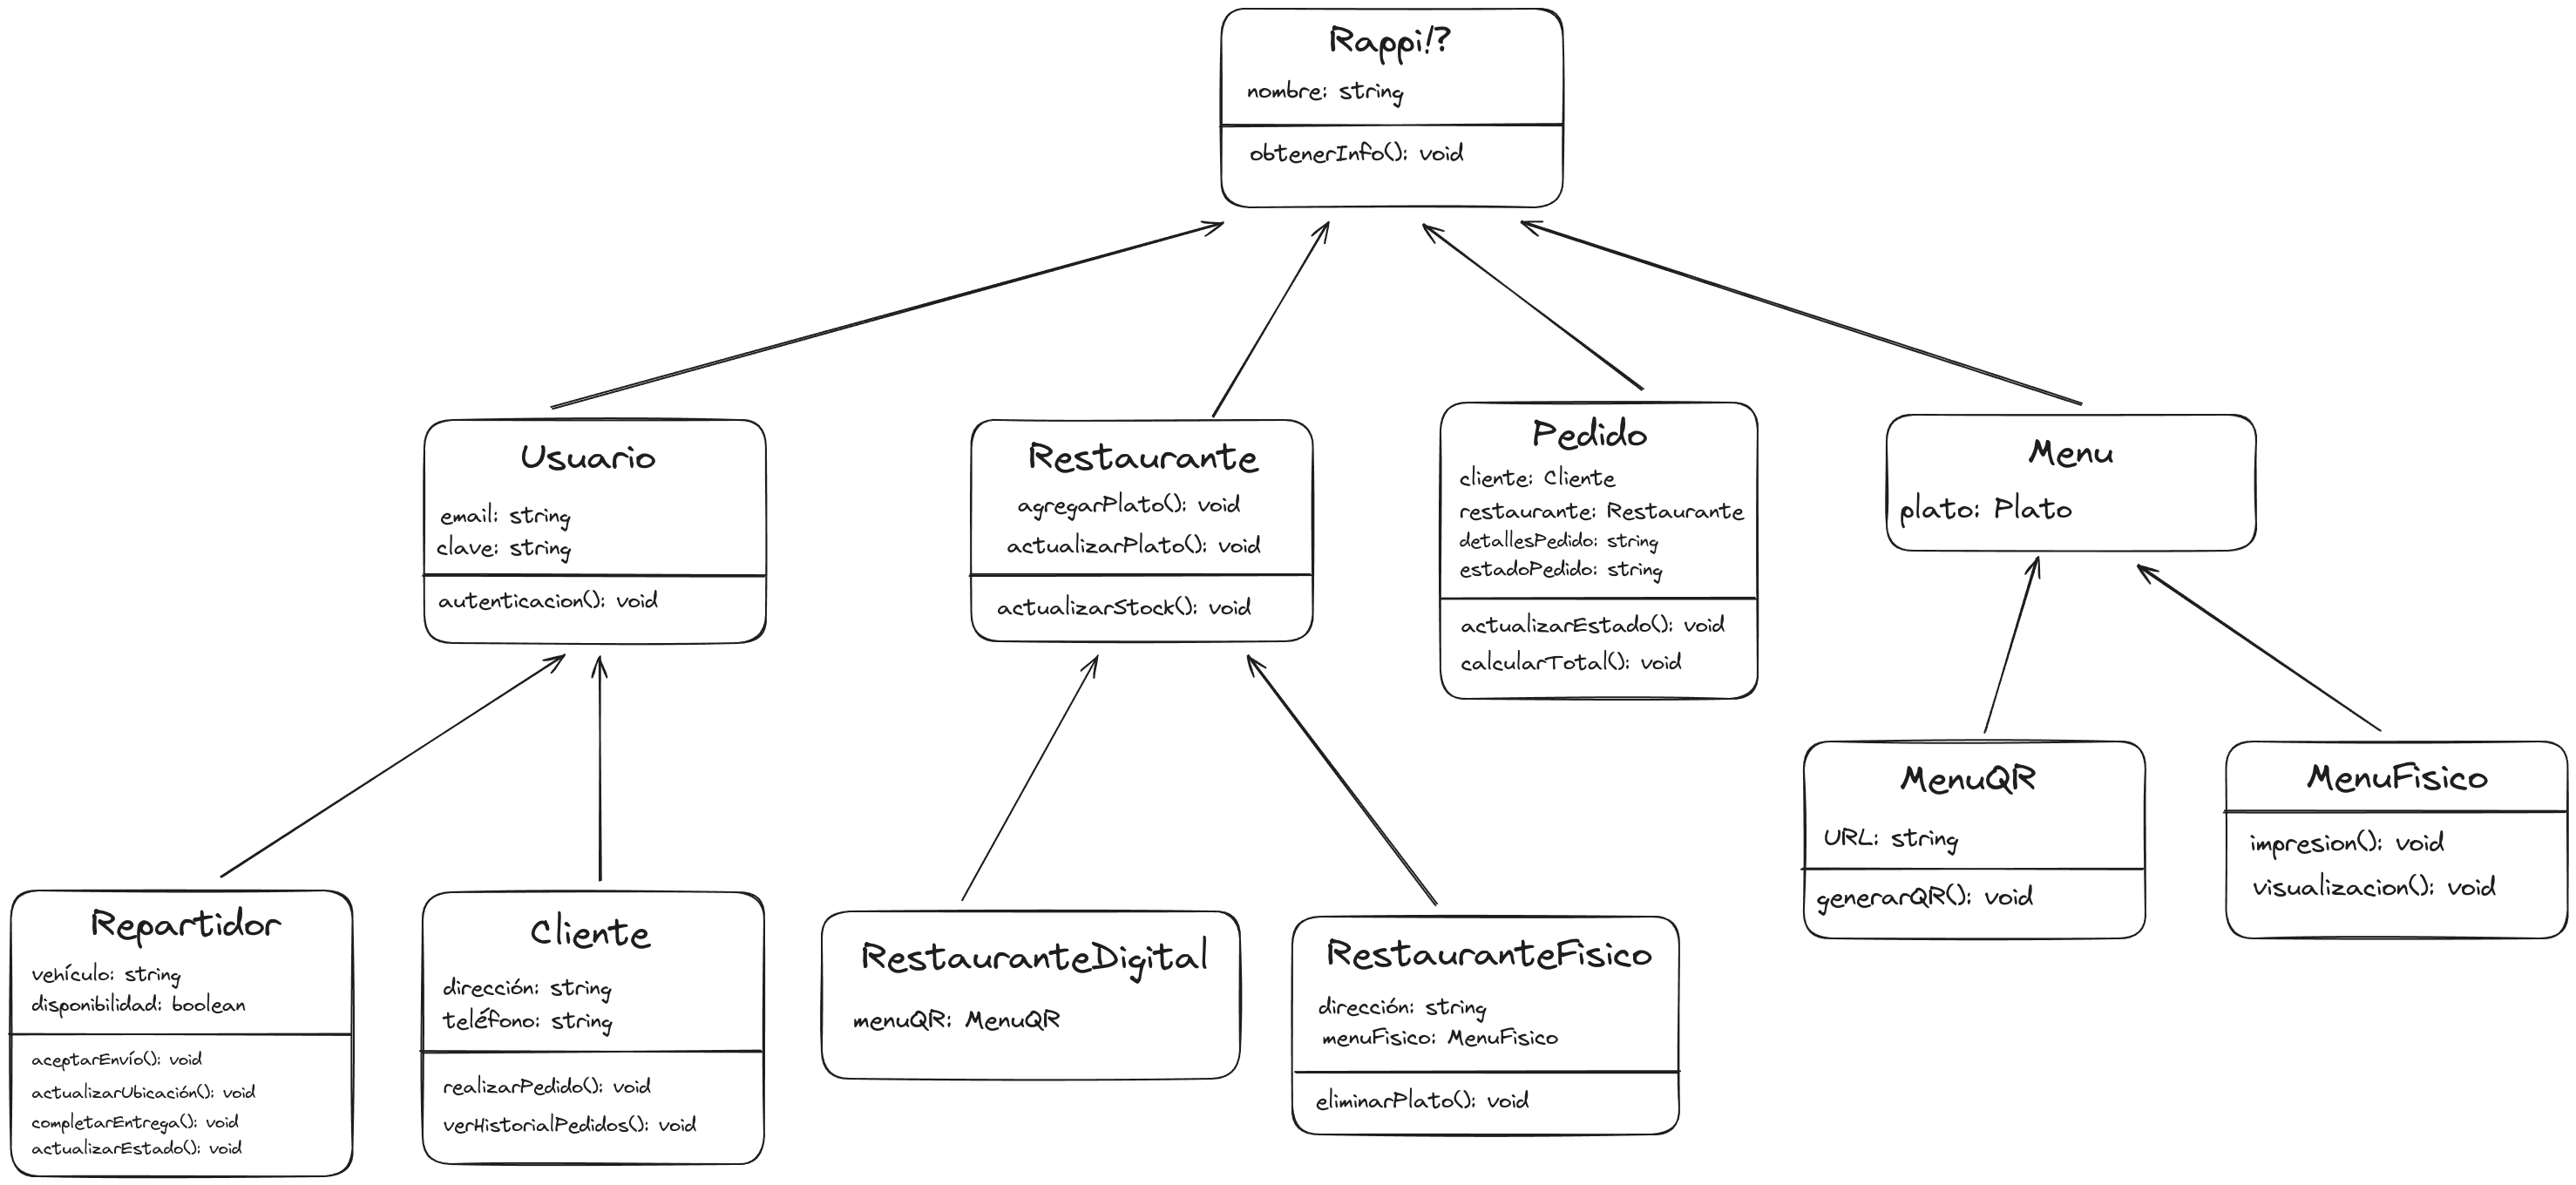 Rappi!?
nombre: string
obtenerInfo(): void
Usuario
email: string
clave: string
autenticacion(): void
Restaurante
agregarPlato(): void
actualizarPlato(): void
actualizarStock(): void
Pedido
cliente: Cliente
restaurante: Restaurante
detallesPedido: string
estadoPedido: string
actualizarEstado(): void
calcularTotal(): void
Menu
plato: Plato
Repartidor
vehículo: string
disponibilidad: boolean
aceptarEnvío(): void
actualizarUbicación(): void
completarEntrega(): void
actualizarEstado(): void
Cliente
dirección: string
teléfono: string
realizarPedido(): void
verHistorialPedidos(): void
RestauranteDigital
menuQR: MenuQR
RestauranteFisico
dirección: string
menuFisico: MenuFisico
eliminarPlato(): void
MenuQR
URL: string
generarQR(): void
MenuFisico
impresion(): void
visualizacion(): void